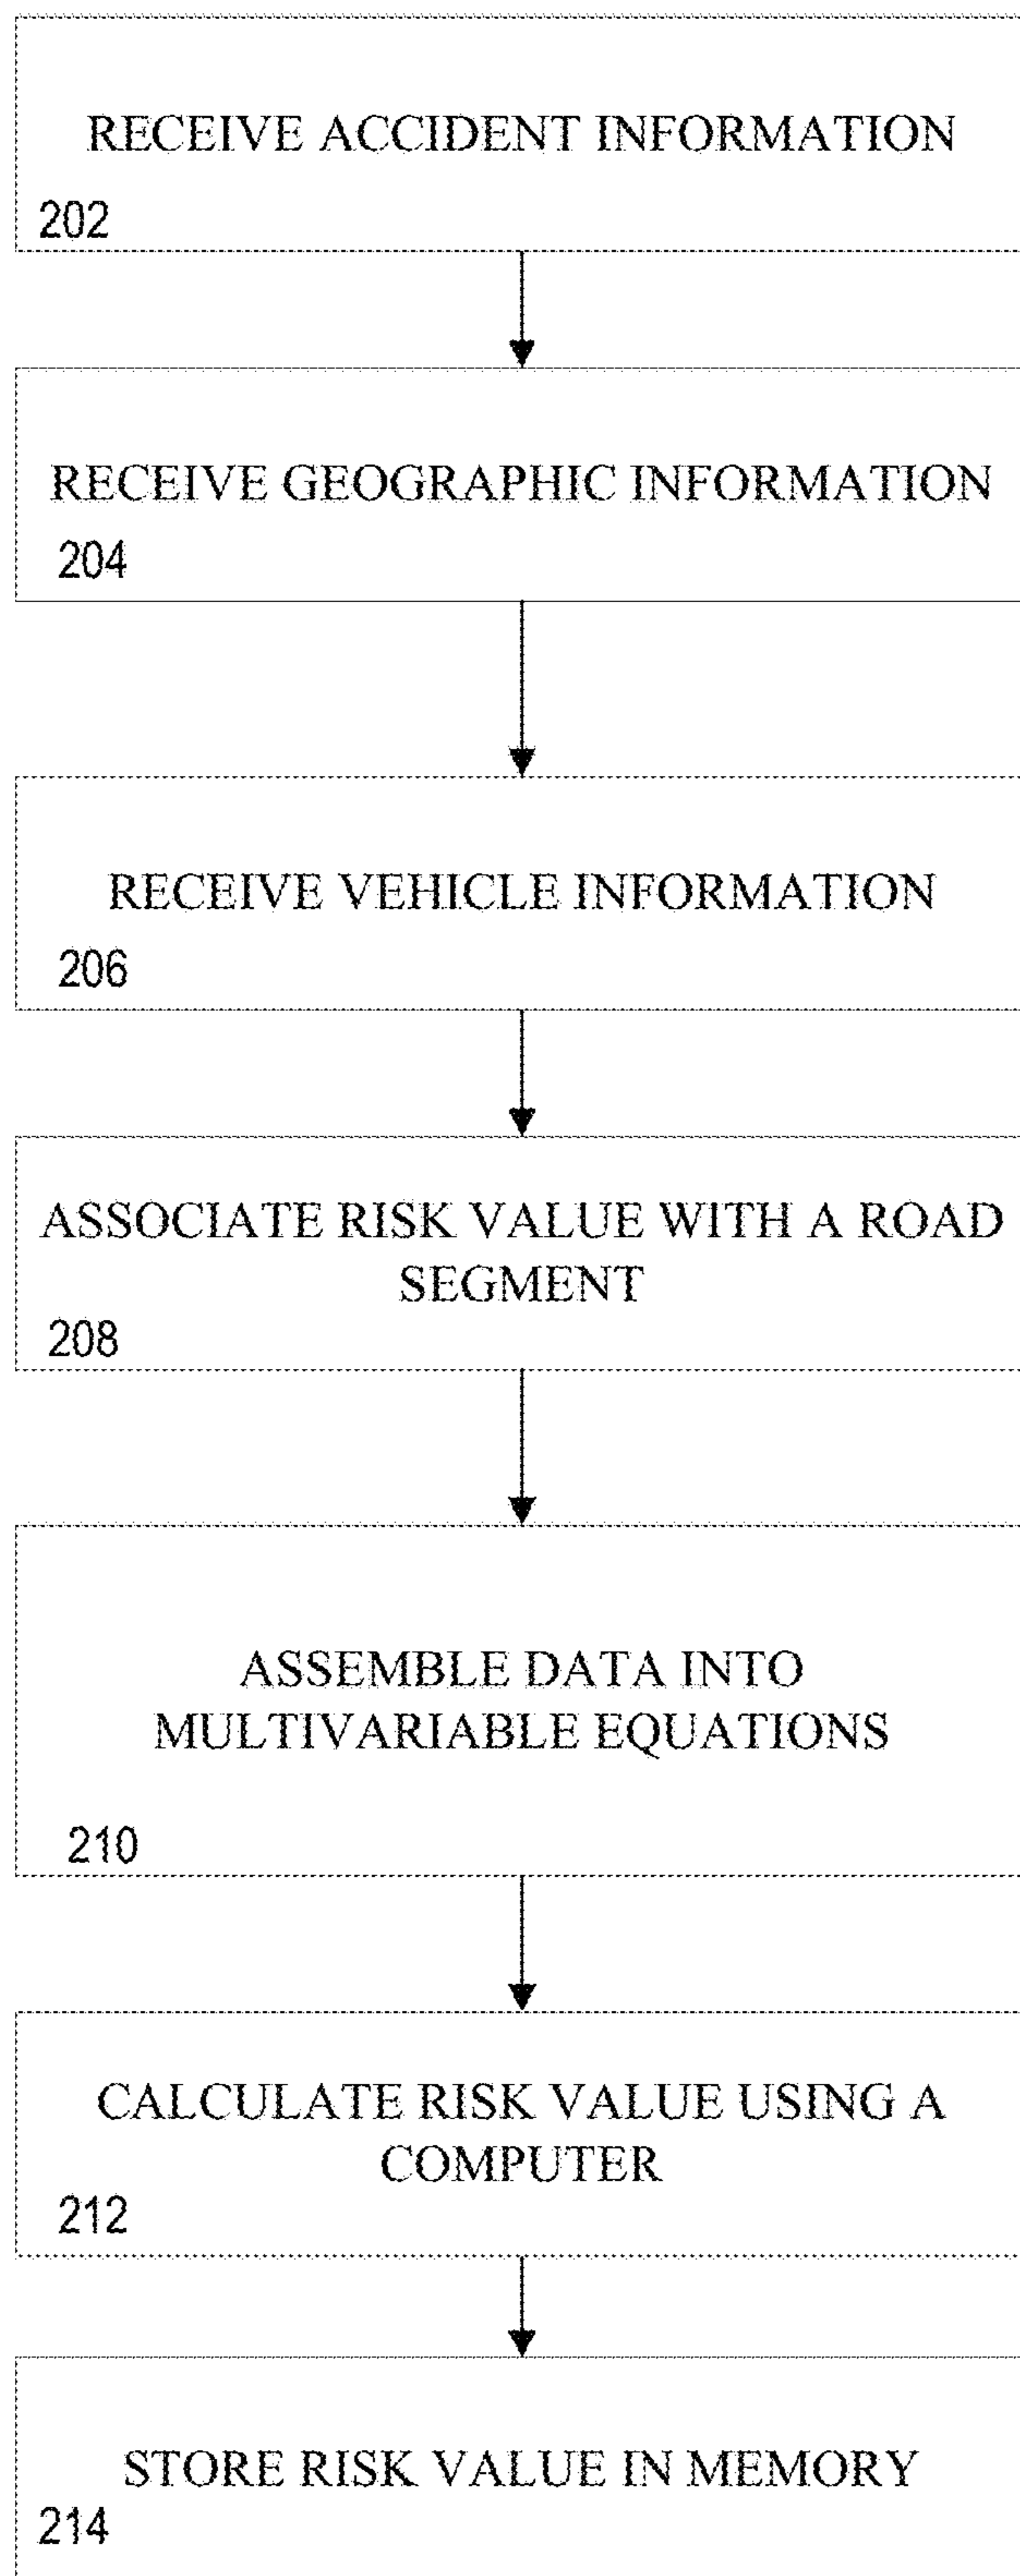 RECEIVE ACCIDENT INFORMATION
202
RECEIVE GEOGRAPHIC INFORMATION
204
RECEIVE VEHICLE INFORMATION
206
ASSOCIATE RISK VALUE WITH A ROAD
SEGMENT
208
ASSEMBLE DATA INTO
MULTIVARIABLE EQUATIONS
210
CALCULATE RISK VALUE USING A
COMPUTER
212
STORE RISK VALUE IN MEMORY
214